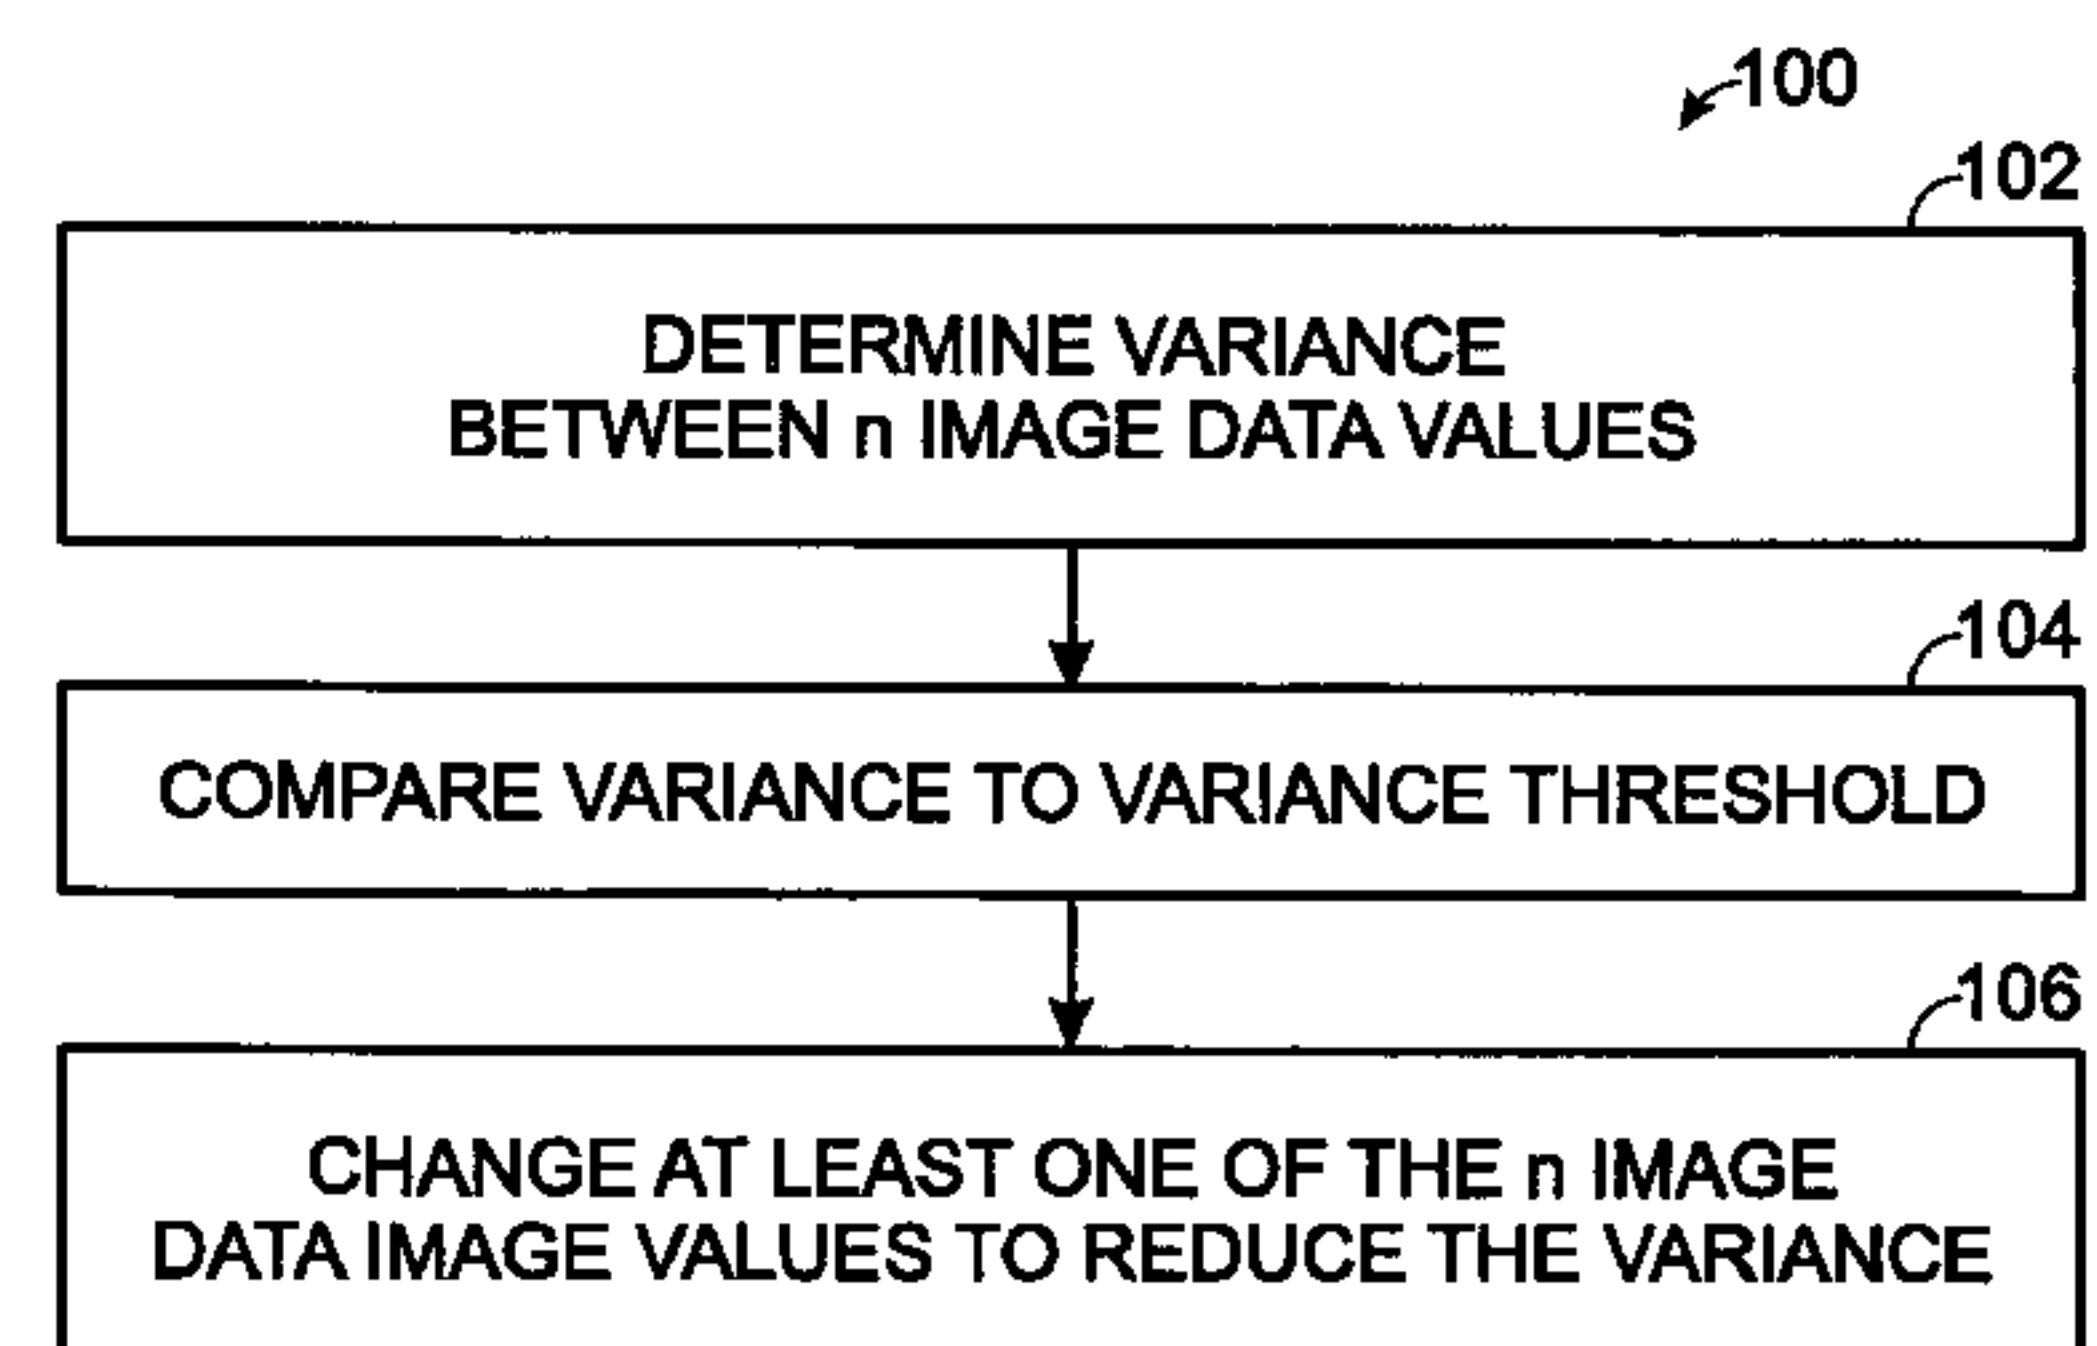 100
102
DETERMINE VARIANCE
BETWEEN n IMAGE DATA VALUES
104
COMPARE VARIANCE TO VARIANCE THRESHOLD
106
CHANGE AT LEAST ONE OF THE n IMAGE
DATA IMAGE VALUES TO REDUCE THE VARIANCE